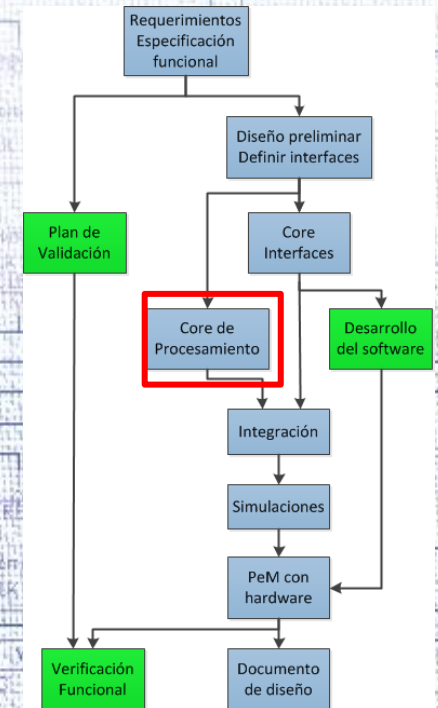 Requerimientos
Especificación
funcional
Diseño preliminar
Definir interfaces
Plan de
Validación
Core
Interfaces
Core de
Procesamiento
Desarrollo
del software
Integración
Simulaciones
PeM con
hardware
Verificación
Funcional
Documento
de diseño